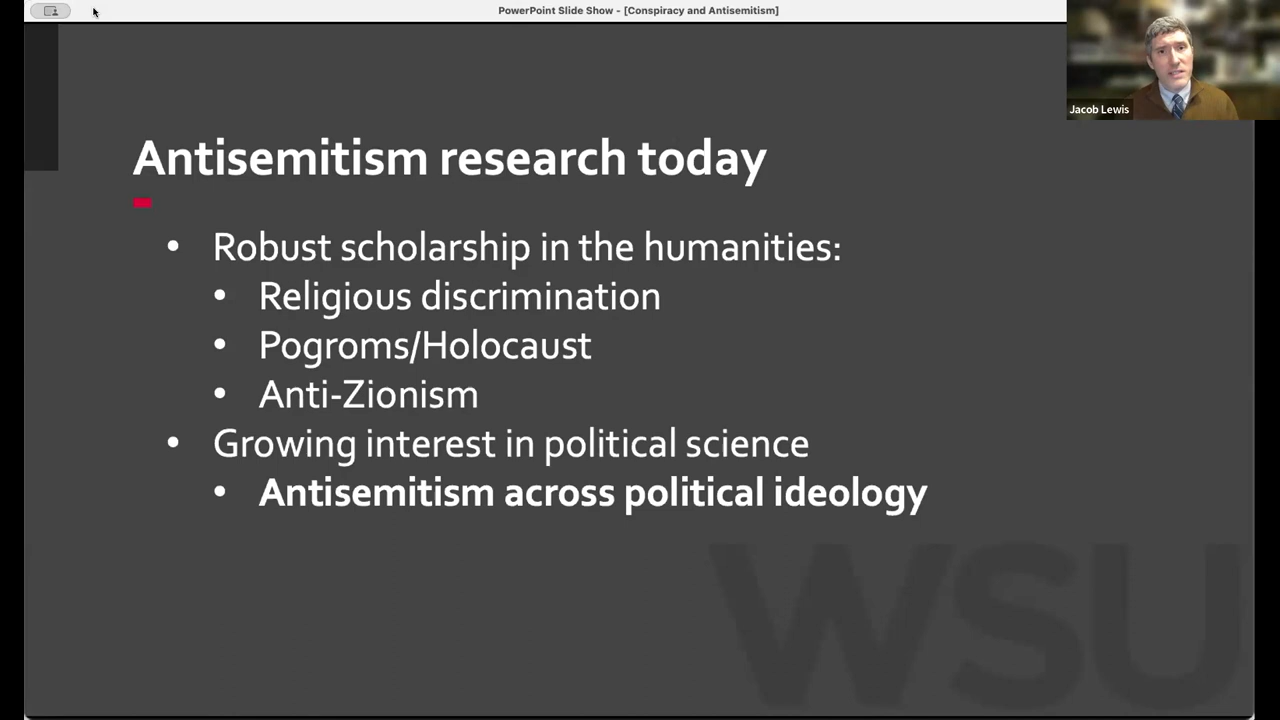 PowerPoint Slide Show - [Conspiracy and Antisemitism]
Jacob Lewis
Antisemitism research today
• Robust scholarship in the humanities:
• Religious discrimination
• Pogroms/Holocaust
• Anti-Zionism
• Growing interest in political science
• Antisemitism across political ideology
WSU